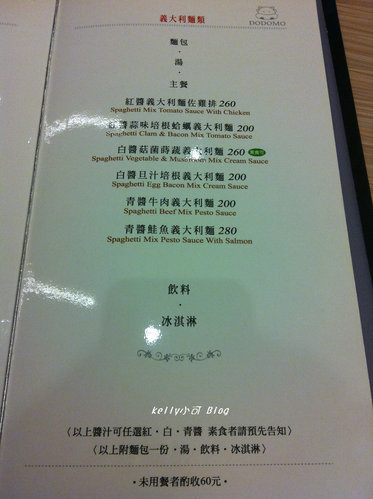 義大利麵類
DODOMO
麵包
·
湯
·
主餐
紅醬義大利麵佐雞排 260
Spaghetti Mix Tomato Sauce With Chicken
醬蒜味培根蛤蠣義大利麵 200
Spaghetti Clam & Bacon Mix Tomato Sauce
白醬菇菌時蔬義大利麵 260
Spaghetti Vegetable & Mushroom Mix Cream Sauce
白醬旦汁培根義大利麵 200
Spaghetti Egg Bacon Mix Cream Sauce
青醬牛肉義大利麵 200
Spaghetti Beef Mix Pesto Sauce
青醬鮭魚義大利麵 280
Spaghetti Mix Pesto Sauce With Salmon
飲料
·
冰淇淋
kelly小可 Blog
〈以上醬汁可任選紅·白·青醬 素食者請預先告知〉
〈以上附麵包一份·湯·飲料·冰淇淋〉
·未用餐者酌收60元·